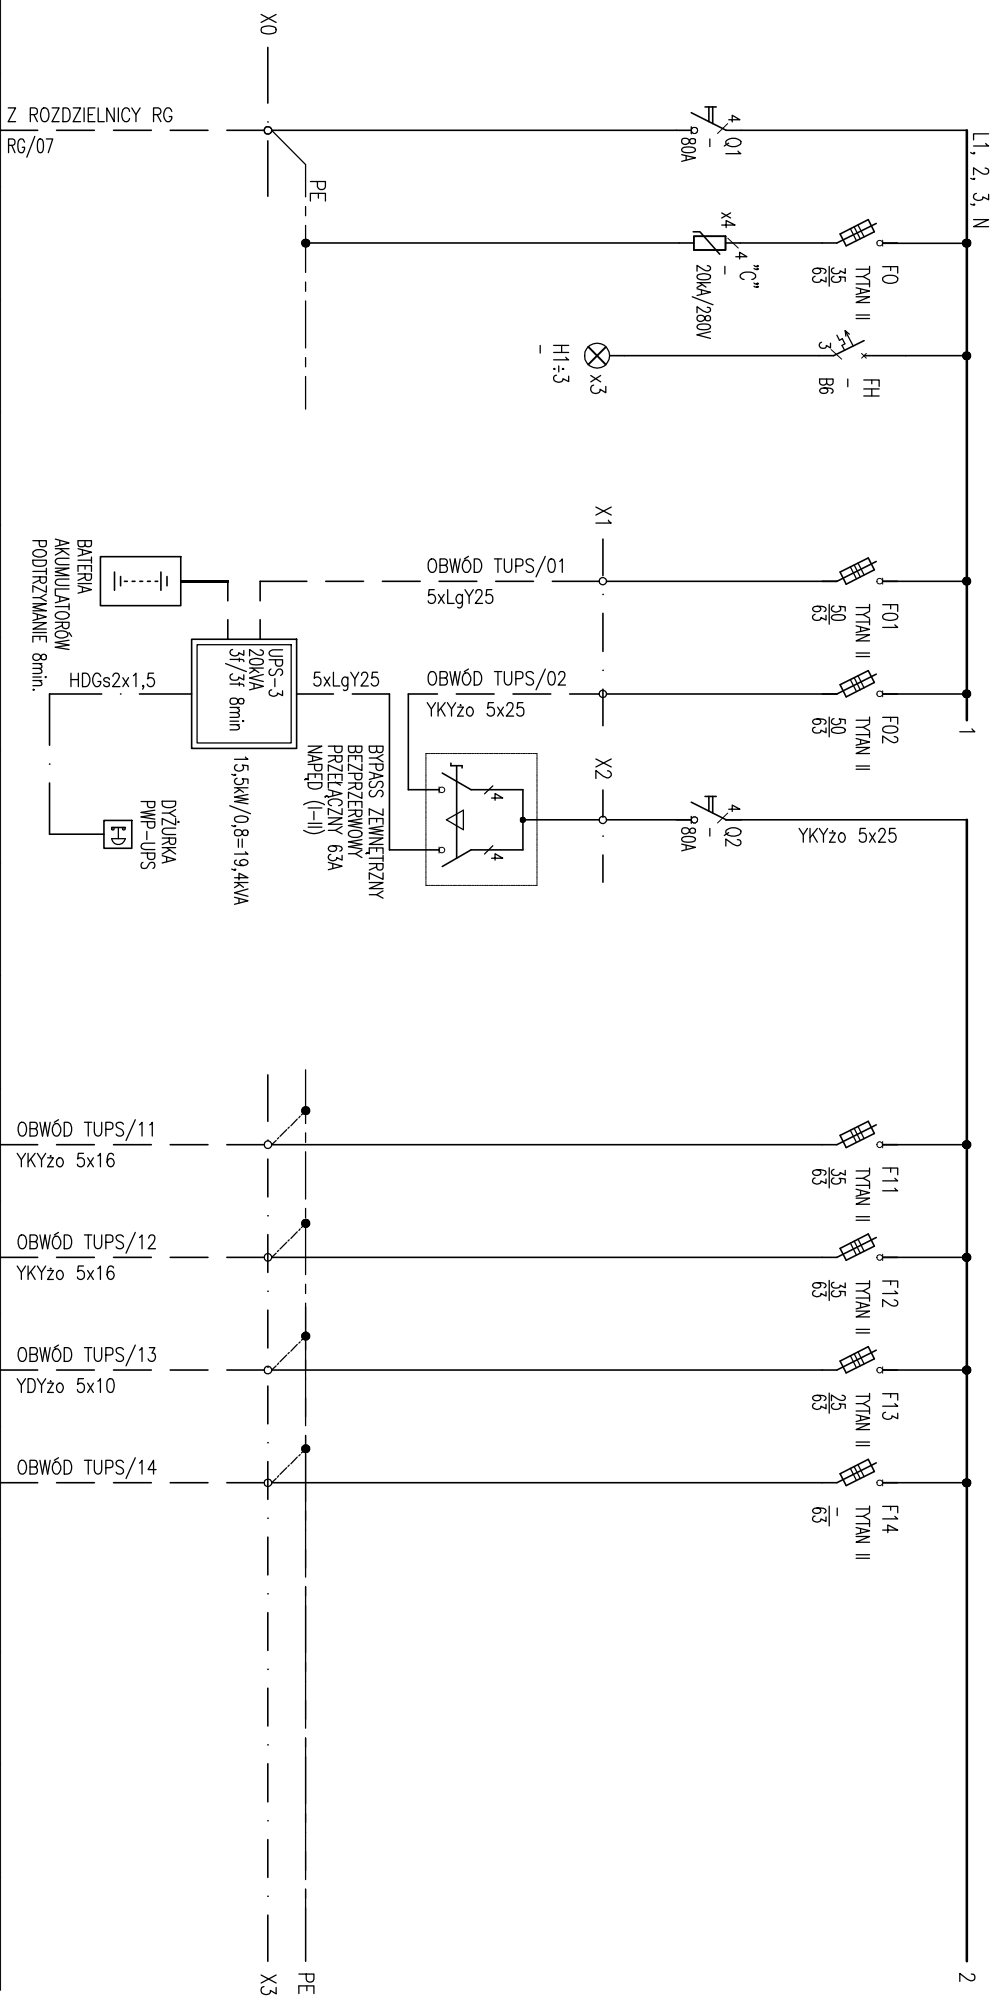 X0
Z ROZDZIELNICY RG
RG/07
PE
4
Q1
-
80A
L1, 2, 3, N
x4
4 "C"
-
20kA/280V
F0
TYTAN II
35
63
x3
H1÷3
-
3
FH
-
B6
X1
OBWÓD TUPS/01
5xLgY25
F01
TYTAN II
50
63
OBWÓD TUPS/02
YKYżo 5x25
F02
TYTAN II
50
63
1
BATERIA
AKUMULATORÓW
PODTRZYMANIE 8min.
UPS-3
20kVA
3f/3f 8min
15,5kW/0,8=19,4kVA
5xLgY25
HDGs2x1,5
DYŻURKA
PWP-UPS
BYPASS ZEWNĘTRZNY
BEZPRZERWOWY
PRZEŁĄCZNY 63A
NAPĘD (I-II)
4
4
X2
4
Q2
-
80A
YKYżo 5x25
OBWÓD TUPS/11
YKYżo 5x16
F11
TYTAN II
35
63
OBWÓD TUPS/12
YKYżo 5x16
F12
TYTAN II
35
63
OBWÓD TUPS/13
YDYżo 5x10
F13
TYTAN II
25
63
OBWÓD TUPS/14
F14
TYTAN II
-
63
X3
PE
2